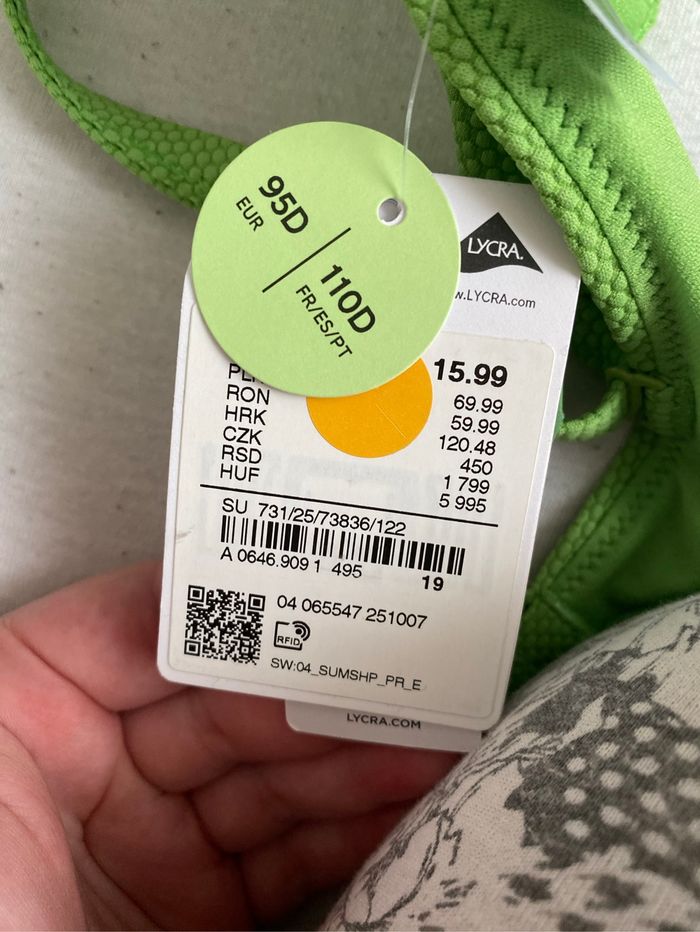 95D
EUR
110D
FR/ES/PT
LYCRA.
.LYCRA.com
15.99
69.99
RON 59.99
HRK 120.48
CZK 450
RSD 1 799
HUF 5 995
SU 731/25/73836/122
A 0646.909 1 495 19
04 065547 251007
RFID
SW:04_SUMSHP_PR_E
LYCRA.COM